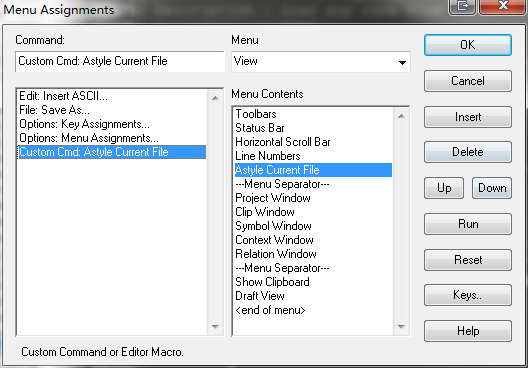 Menu Assignments
Command:
Custom Cmd: Astyle Current File
Edit: Insert ASCII...
File: Save As...
Options: Key Assignments...
Options: Menu Assignments...
Custom Cmd: Astyle Current File
Custom Command or Editor Macro.
Menu
View
Menu Contents
Toolbars
Status Bar
Horizontal Scroll Bar
Line Numbers
Astyle Current File
---Menu Separator---
Project Window
Clip Window
Symbol Window
Context Window
Relation Window
---Menu Separator---
Show Clipboard
Draft View
<end of menu>
OK
Cancel
Insert
Delete
Up Down
Run
Reset
Keys..
Help